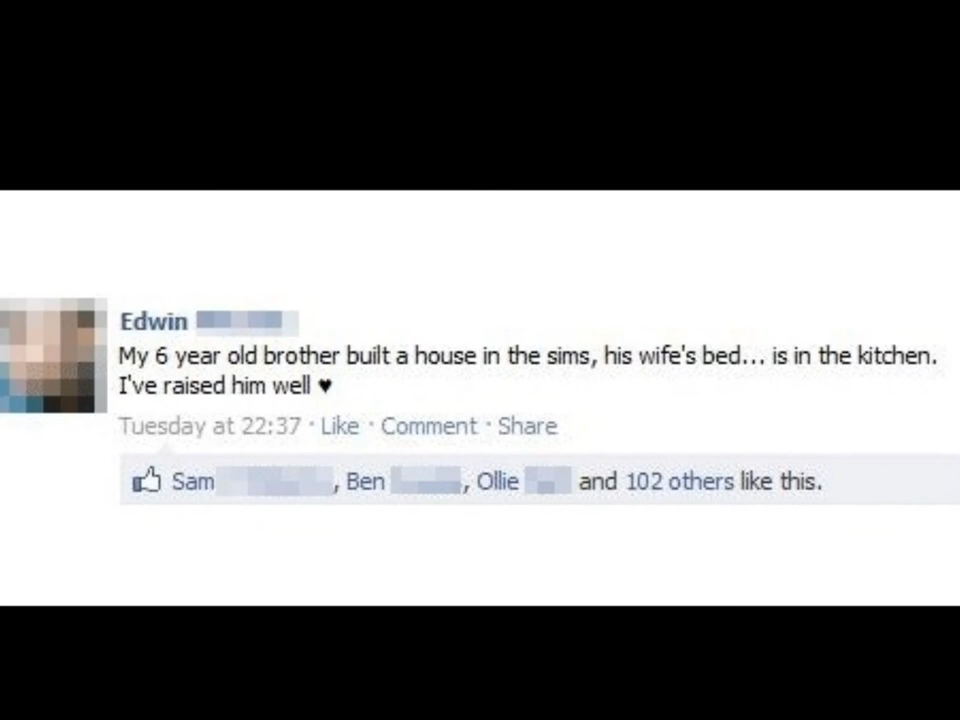 Edwin
My 6 year old brother built a house in the sims, his wife's bed... is in the kitchen.
I've raised him well ♥
Tuesday at 22:37 · Like · Comment · Share
Sam , Ben , Ollie and 102 others like this.